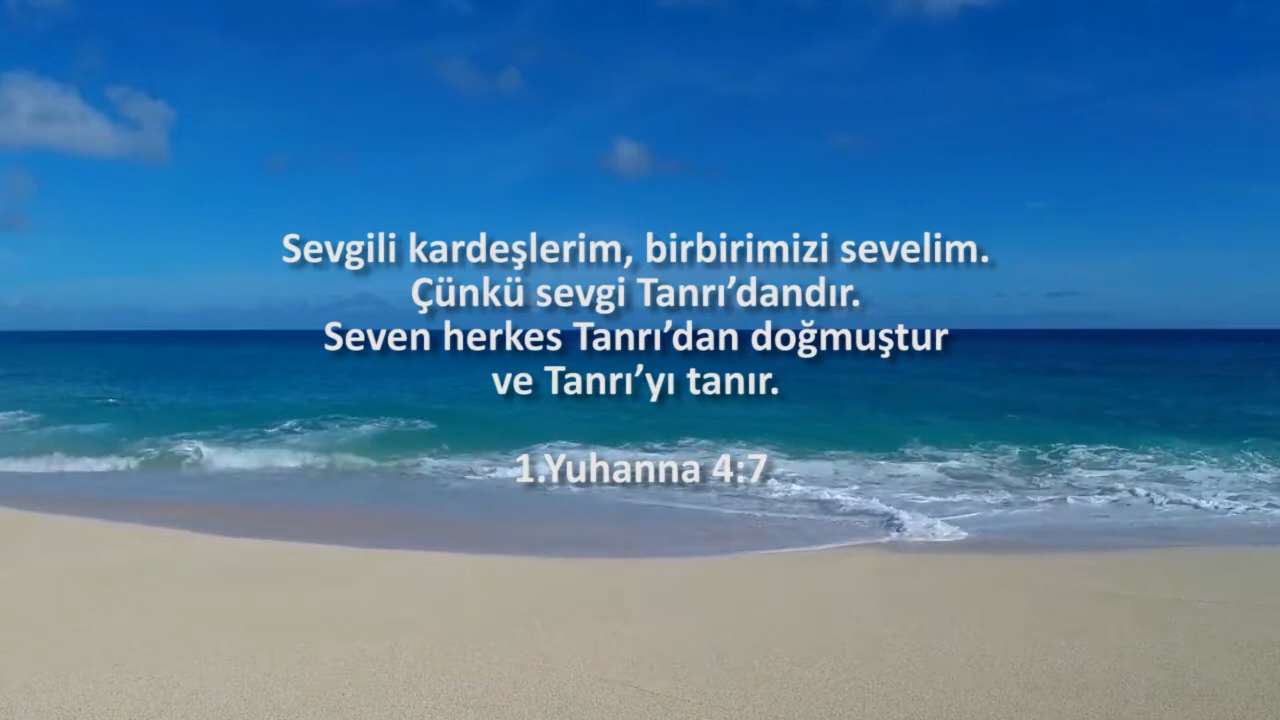 Sevgili kardeşlerim, birbirimizi sevelim.
Çünkü sevgi Tanrı’dandır.
Seven herkes Tanrı’dan doğmuştur
ve Tanrı’yı tanır.
1.Yuhanna 4:7